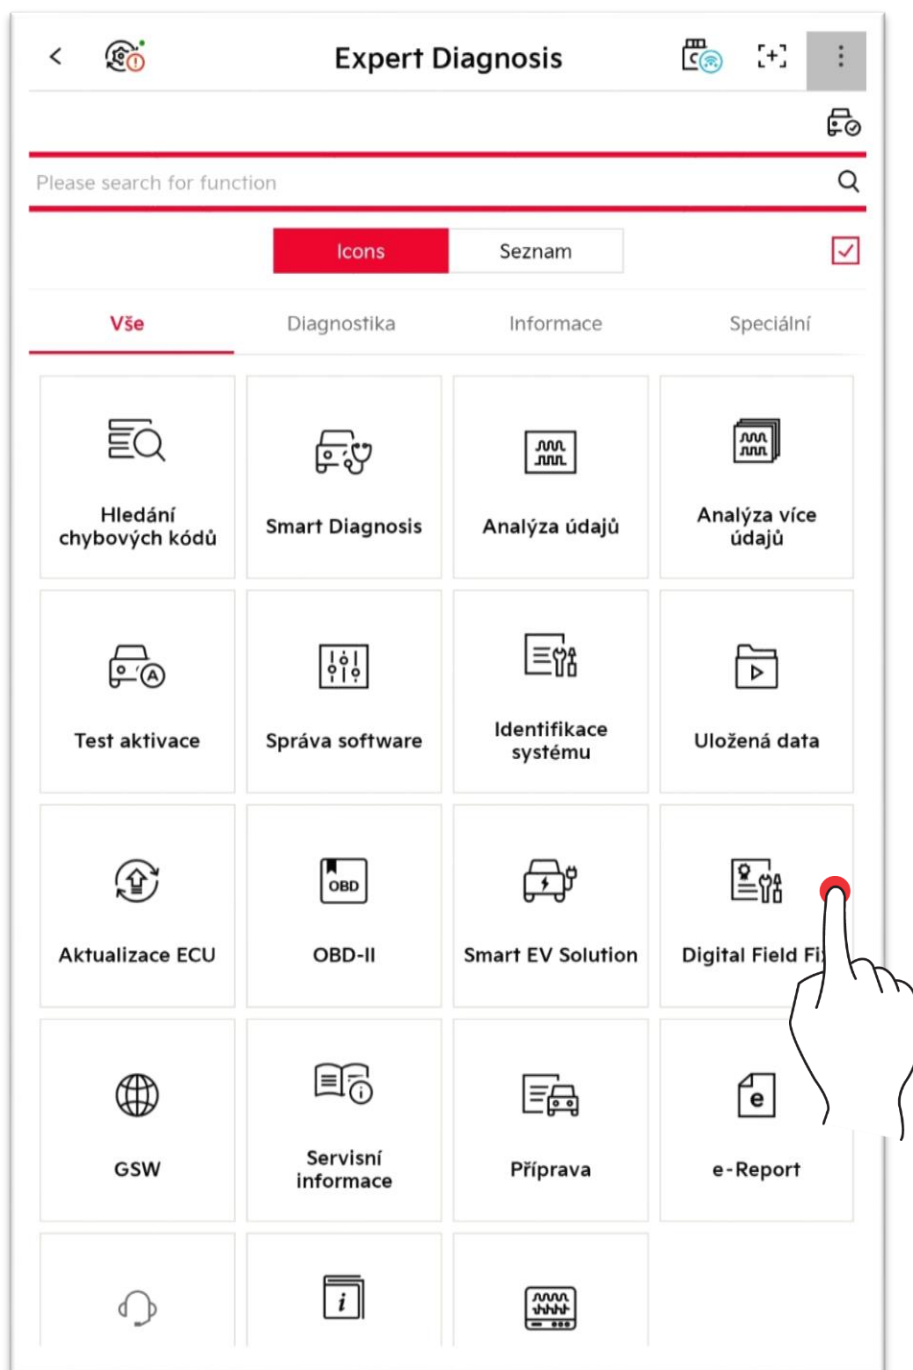 Expert Diagnosis
Please search for function
Icons
Seznam
Vše
Diagnostika
Informace
Speciální
Hledání
chybových kódů
Smart Diagnosis
Analýza údajů
Analýza více
údajů
Test aktivace
Správa software
Identifikace
systému
Uložená data
OBD
Aktualizace ECU
OBD-II
Smart EV Solution
Digital Field
GSW
Servisní
informace
Příprava
e
e-Report
i